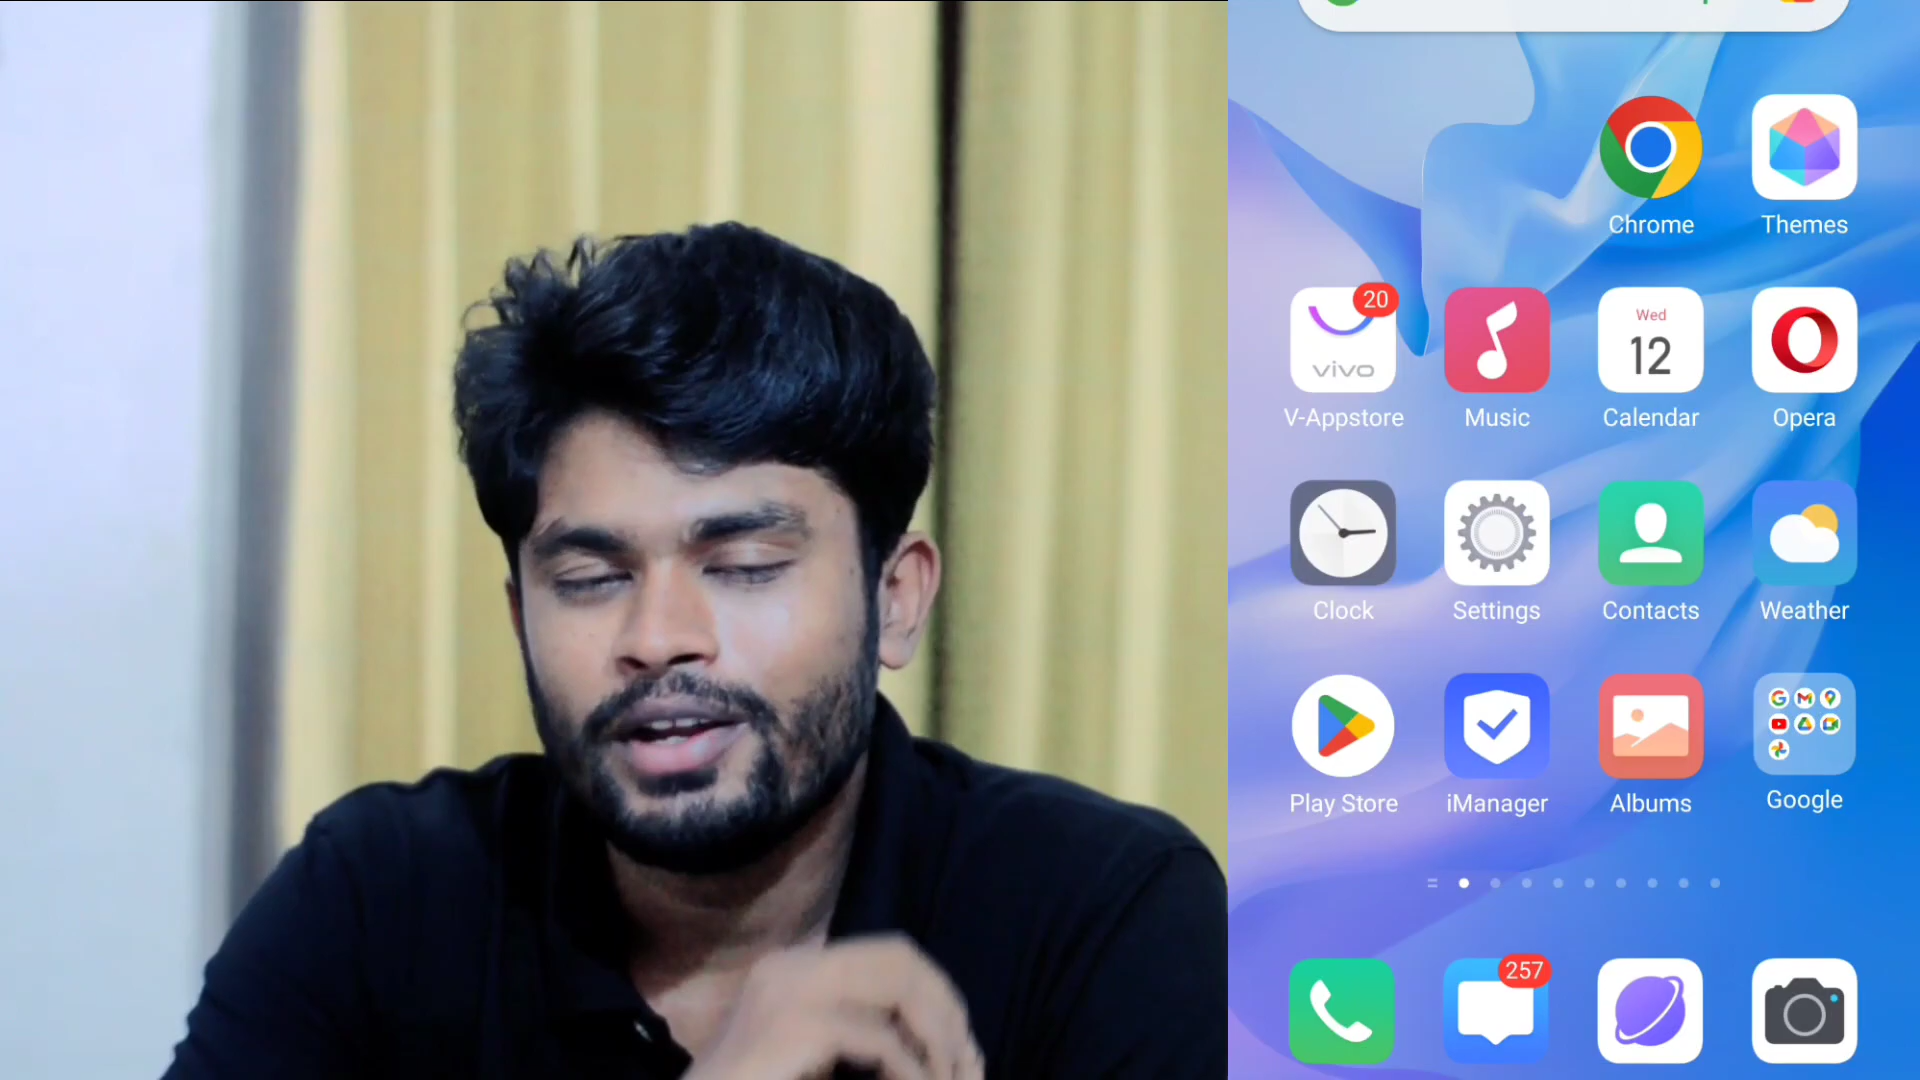 Chrome
Themes
20
vivo
Wed
12
V-Appstore
Music
Calendar
Opera
Clock
Settings
Contacts
Weather
Play Store
iManager
Albums
Google
257